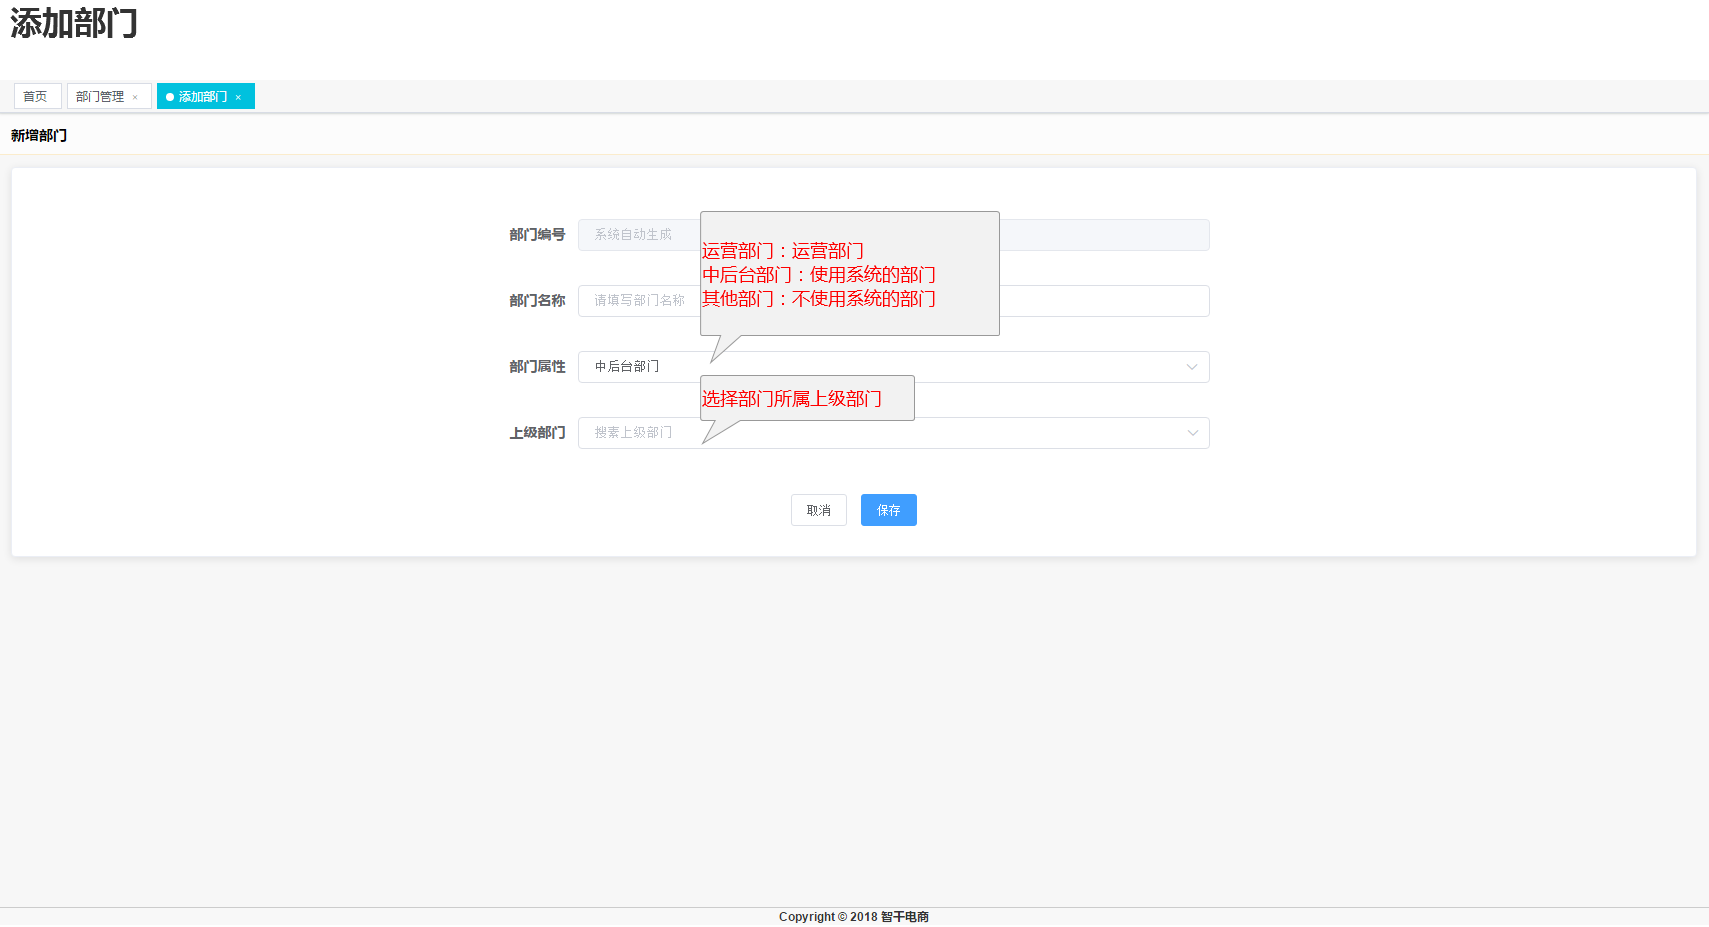 添加部门
首页
部门管理 ×
添加部门 ×
新增部门
部门编号
系统自动生成
运营部门：运营部门
中后台部门：使用系统的部门
其他部门：不使用系统的部门
部门名称
请填写部门名称
部门属性
中后台部门
选择部门所属上级部门
上级部门
搜素上级部门
取消
保存
Copyright © 2018 智干电商